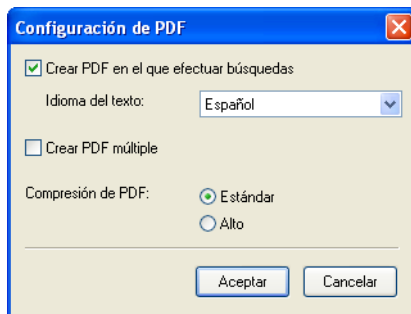 Configuración de PDF
Crear PDF en el que efectuar búsquedas
Idioma del texto: Español
Crear PDF múltiple
Compresión de PDF: Estándar
Alto
Aceptar Cancelar